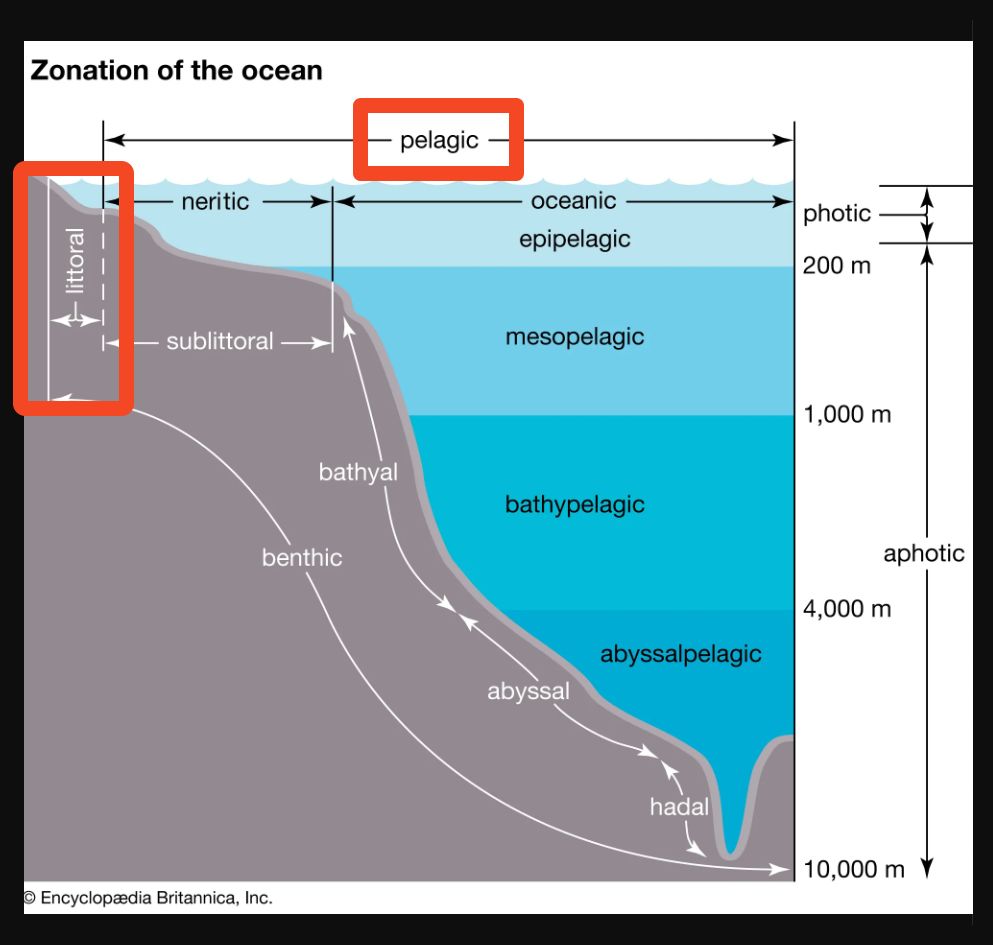 Zonation of the ocean
pelagic
neritic
oceanic
photic
epipelagic
200 m
littoral
mesopelagic
sublittoral
1,000 m
bathyal
bathypelagic
benthic
aphotic
4,000 m
abyssalpelagic
abyssal
hadal
10,000 m
© Encyclopædia Britannica, Inc.